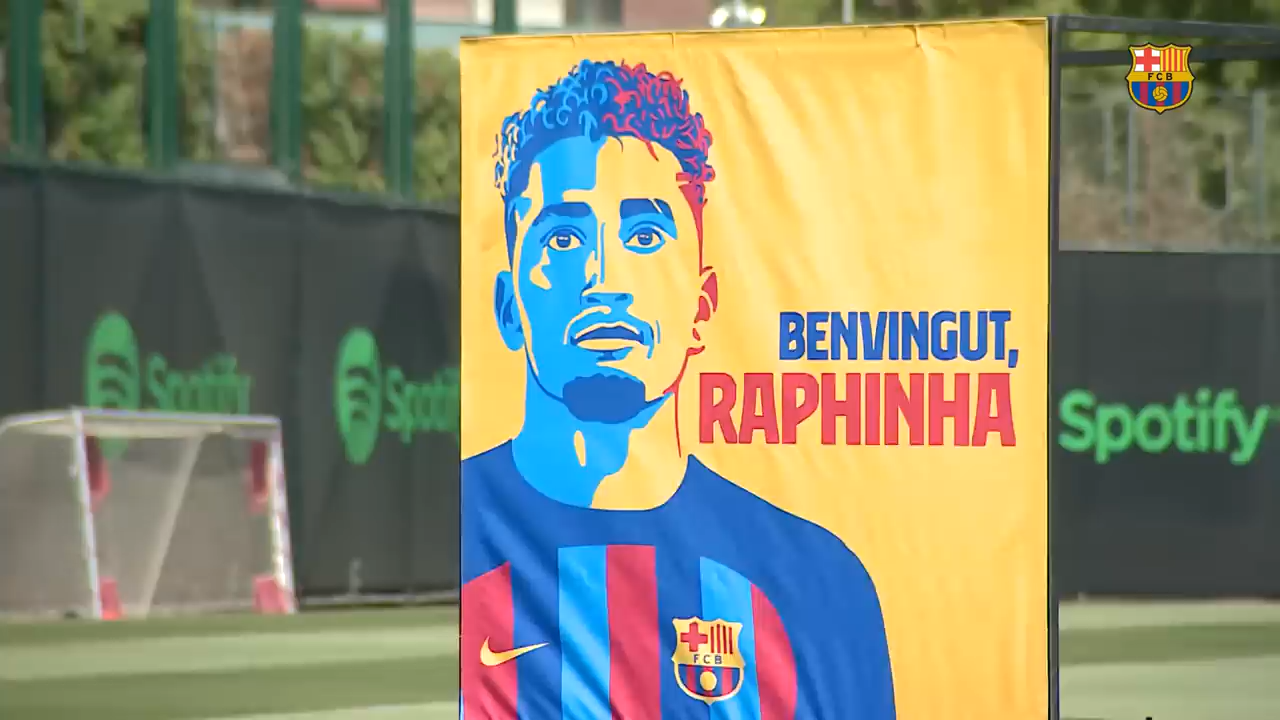 FCB
BENVINGUT,
RAPHINHA
Spotify
Spotify
Spotify
FCB